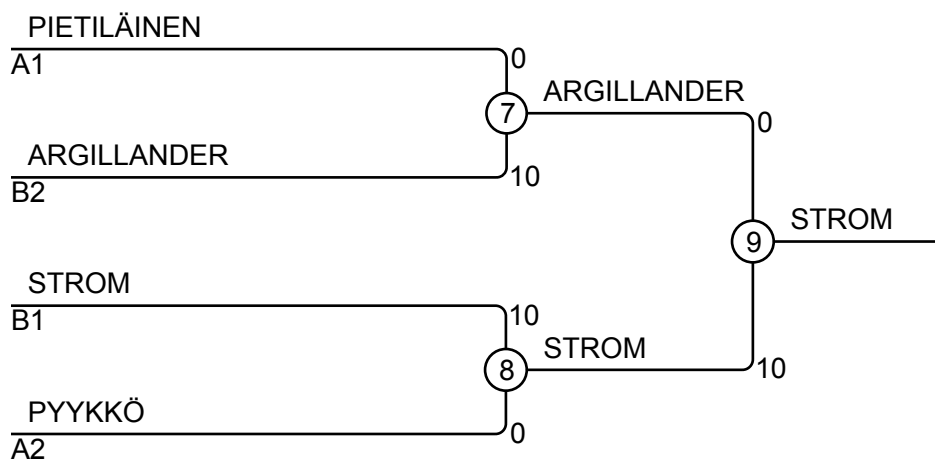 PIETILÄINEN
A1
0
7
ARGILLANDER
0
ARGILLANDER
B2
10
9
STROM
STROM
B1
10
8
STROM
10
PYYKKÖ
A2
0